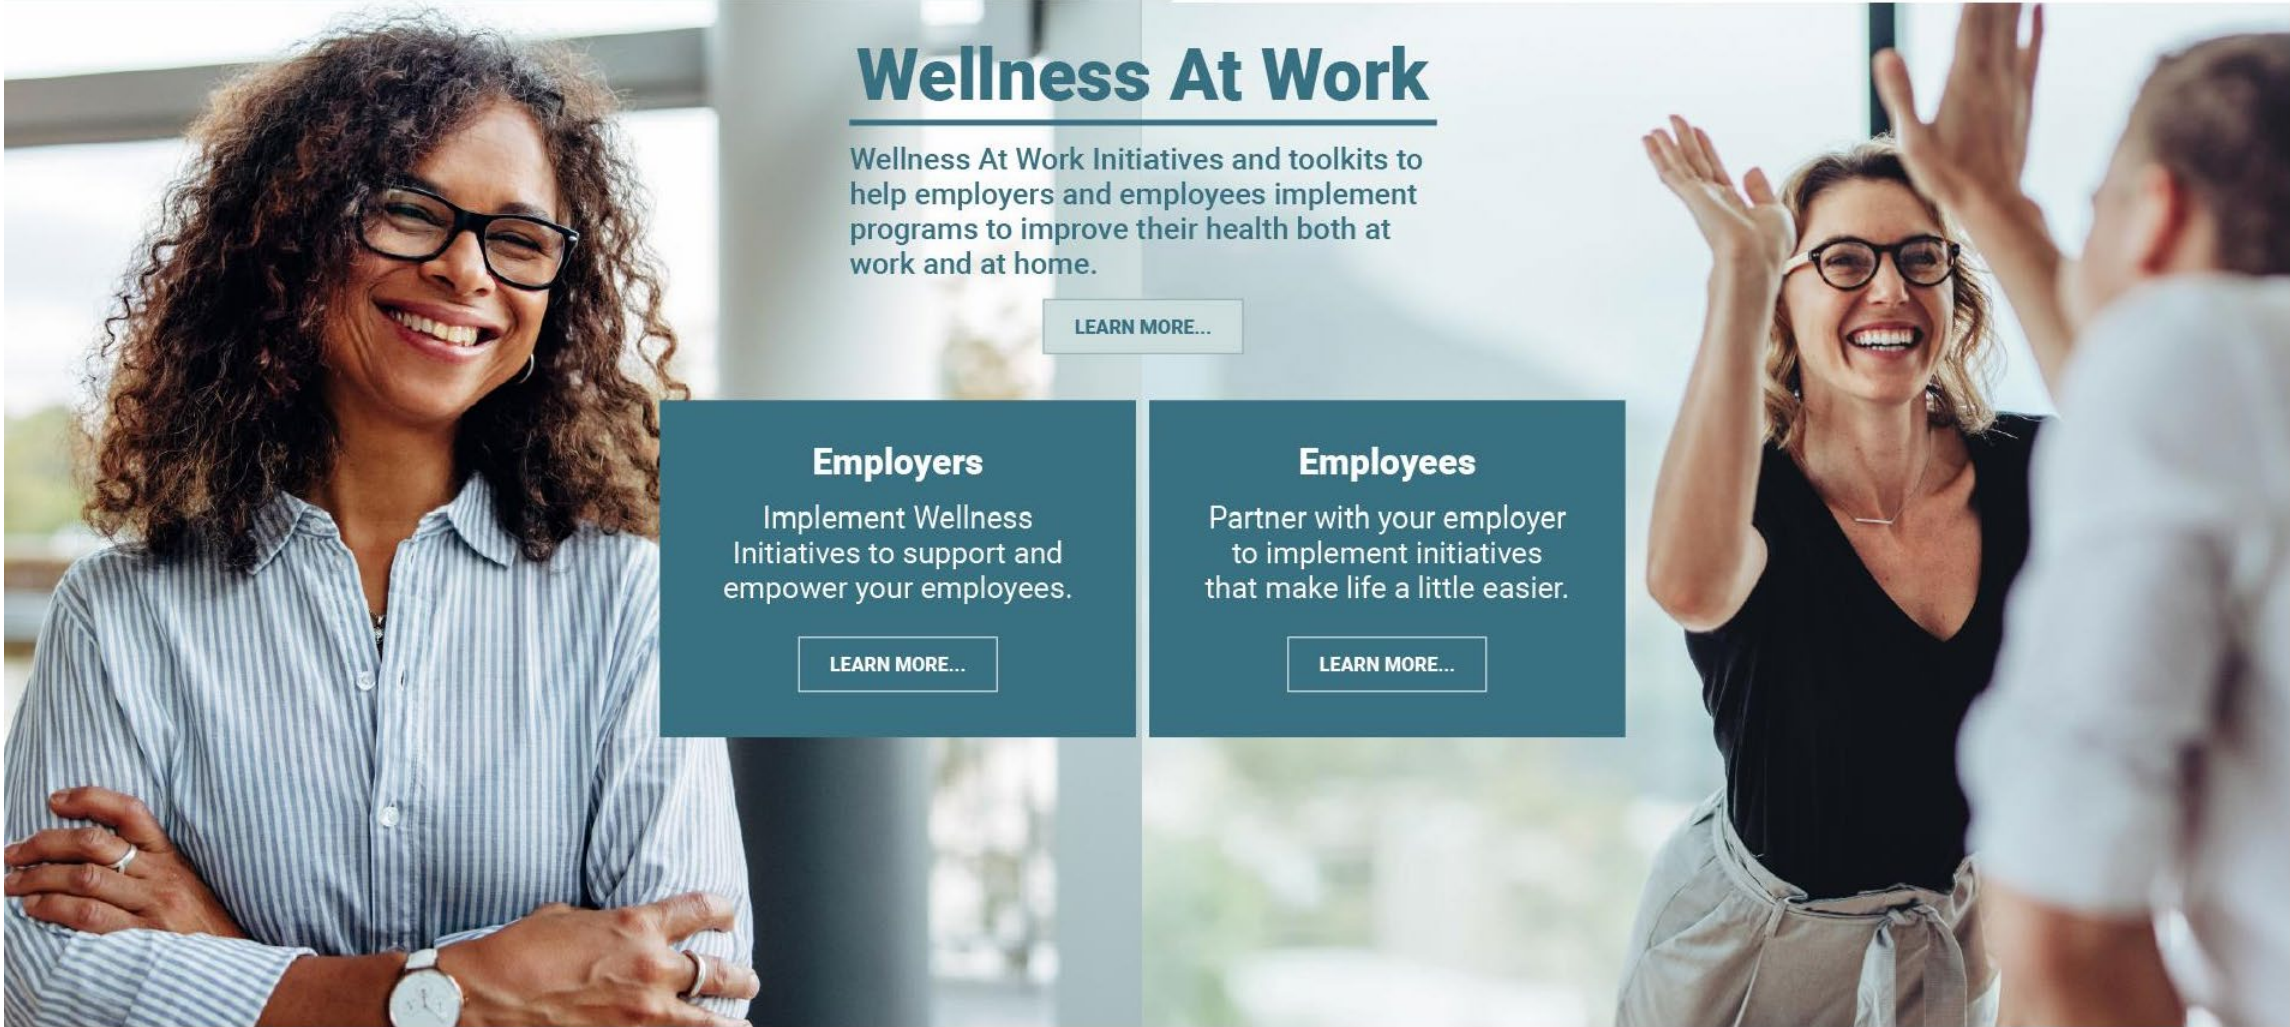 Wellness At Work
Wellness At Work Initiatives and toolkits to
help employers and employees implement
programs to improve their health both at
work and at home.
LEARN MORE...
Employers
Implement Wellness
Initiatives to support and
empower your employees.
LEARN MORE...
Employees
Partner with your employer
to implement initiatives
that make life a little easier.
LEARN MORE...